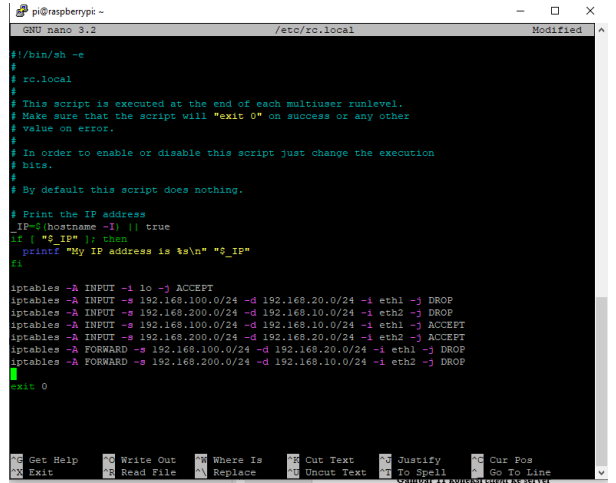 pi@raspberrypi: ~
GNU nano 3.2 /etc/rc.local Modified
#!/bin/sh -e
#
# rc.local
#
# This script is executed at the end of each multiuser runlevel.
# Make sure that the script will "exit 0" on success or any other
# value on error.
#
# In order to enable or disable this script just change the execution
# bits.
#
# By default this script does nothing.
# Print the IP address
_IP=$(hostname -I) || true
if [ "$_IP" ]; then
printf "My IP address is %s\n" "$_IP"
fi
iptables -A INPUT -i lo -j ACCEPT
iptables -A INPUT -s 192.168.100.0/24 -d 192.168.20.0/24 -i eth1 -j DROP
iptables -A INPUT -s 192.168.200.0/24 -d 192.168.10.0/24 -i eth2 -j DROP
iptables -A INPUT -s 192.168.100.0/24 -d 192.168.10.0/24 -i eth1 -j ACCEPT
iptables -A INPUT -s 192.168.200.0/24 -d 192.168.20.0/24 -i eth2 -j ACCEPT
iptables -A FORWARD -s 192.168.100.0/24 -d 192.168.20.0/24 -i eth1 -j DROP
iptables -A FORWARD -s 192.168.200.0/24 -d 192.168.10.0/24 -i eth2 -j DROP
exit 0
^G Get Help ^O Write Out ^W Where Is ^K Cut Text ^J Justify ^C Cur Pos
^X Exit ^R Read File ^\ Replace ^U Uncut Text ^T To Spell ^_ Go To Line